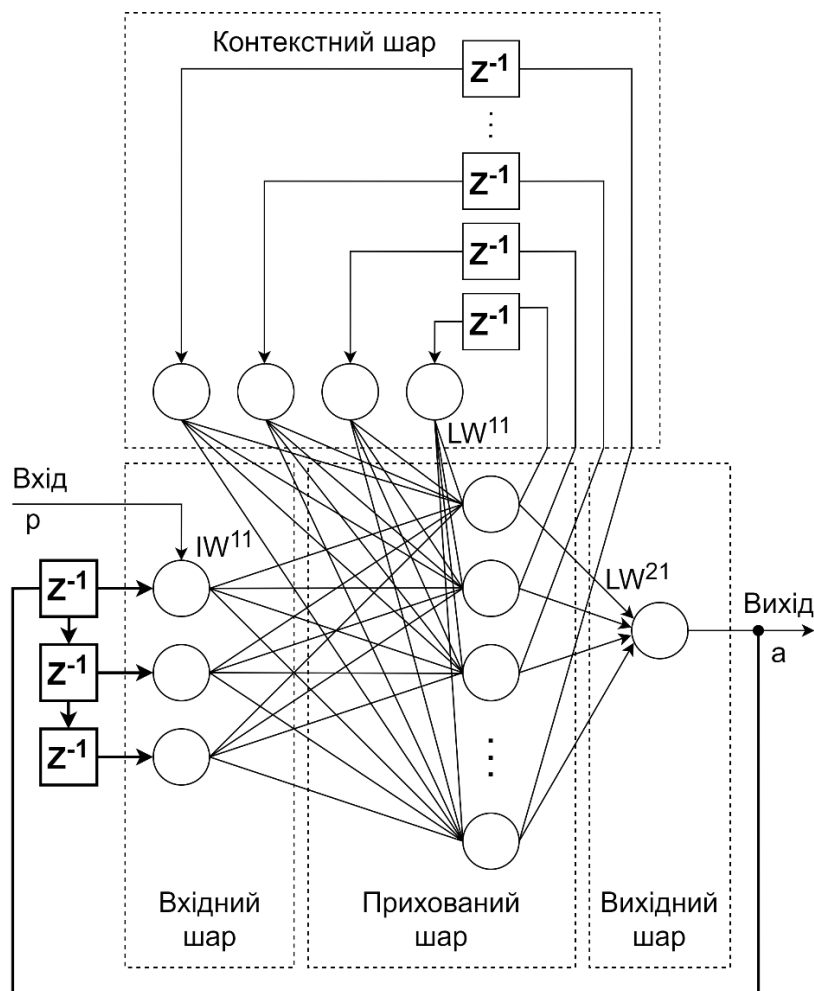 Контекстний шар
Z⁻¹
⋮
Z⁻¹
Z⁻¹
Z⁻¹
LW¹¹
Вхід
p
IW¹¹
Z⁻¹
Z⁻¹
Z⁻¹
LW²¹
Вихід
a
⋮
Вхідний
шар
Прихований
шар
Вихідний
шар